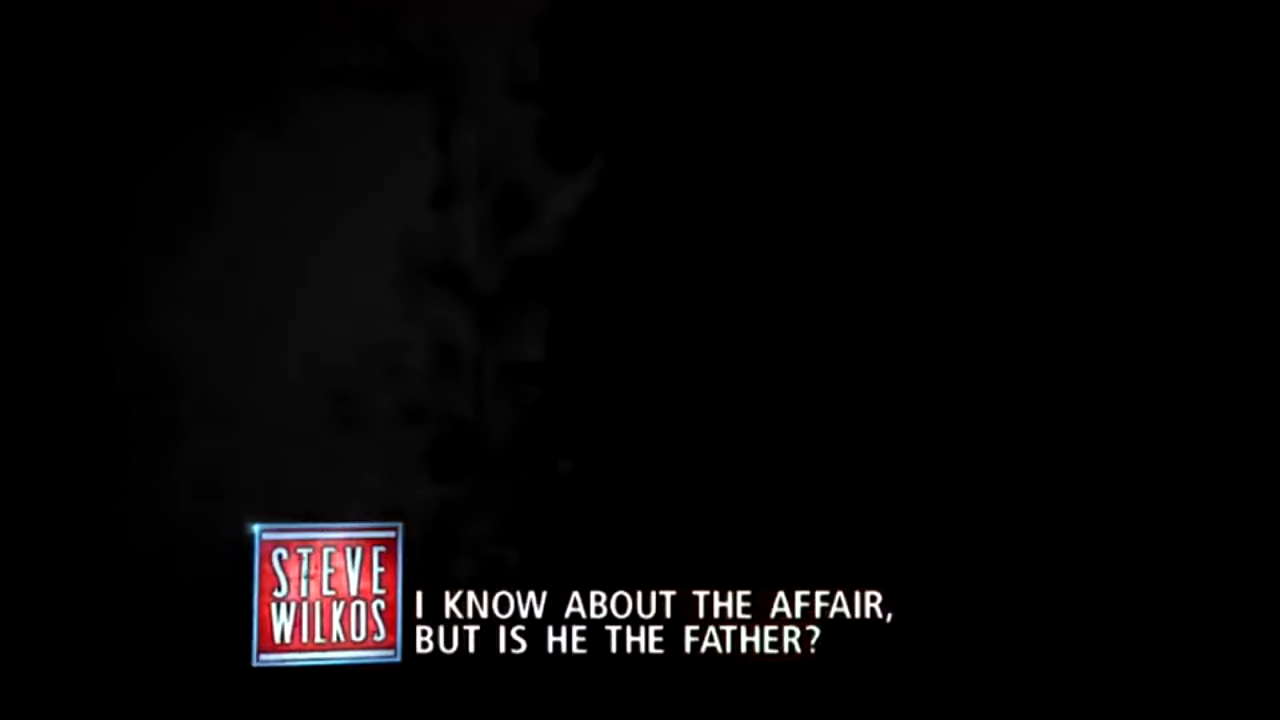 STEVE
WILKOS
I KNOW ABOUT THE AFFAIR,
BUT IS HE THE FATHER?